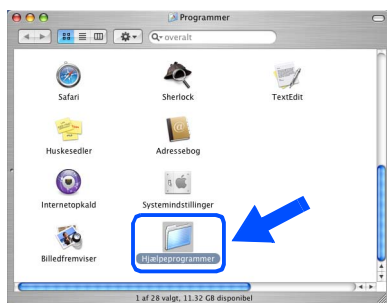 Programmer
overalt
Safari
Sherlock
TextEdit
Huskesedler
Adressebog
Internetopkald
Systemindstillinger
Billedfremviser
Hjælpeprogrammer
1 af 28 valgt, 11.32 GB disponibel